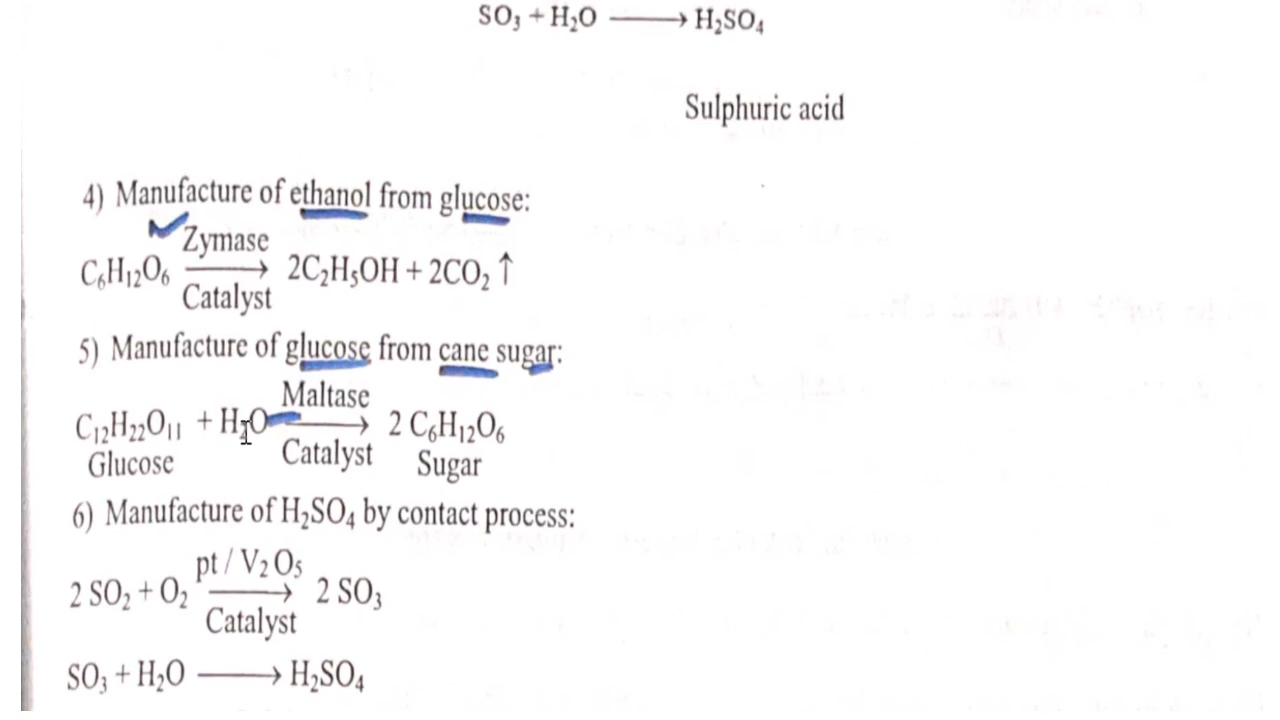 SO₃ + H₂O ⟶ H₂SO₄
Sulphuric acid
4) Manufacture of ethanol from glucose:
Zymase
C₆H₁₂O₆ ⟶ 2C₂H₅OH + 2CO₂ ↑
Catalyst
5) Manufacture of glucose from cane sugar:
Maltase
C₁₂H₂₂O₁₁ + H₂O ⟶ 2 C₆H₁₂O₆
Catalyst
Glucose Sugar
6) Manufacture of H₂SO₄ by contact process:
pt / V₂ O₅
2 SO₂ + O₂ ⟶ 2 SO₃
Catalyst
SO₃ + H₂O ⟶ H₂SO₄